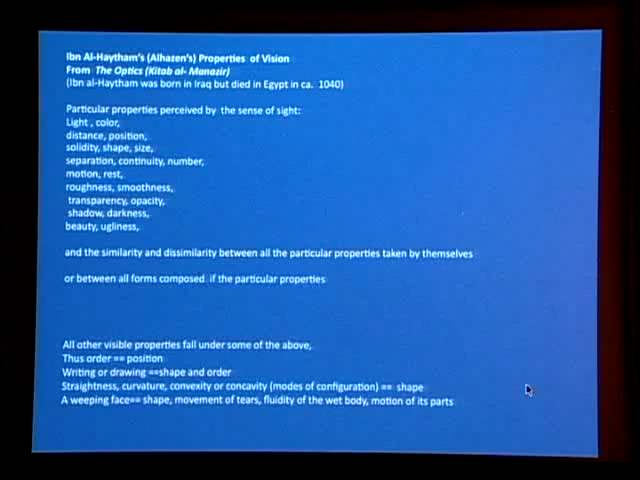 Ibn Al-Haytham's (Alhazen's) Properties of Vision
From The Optics (Kitab al- Manazir)
(Ibn al-Haytham was born in Iraq but died in Egypt in ca. 1040)
Particular properties perceived by the sense of sight:
Light , color,
distance, position,
solidity, shape, size,
separation, continuity, number,
motion, rest,
roughness, smoothness,
transparency, opacity,
shadow, darkness,
beauty, ugliness,
and the similarity and dissimilarity between all the particular properties taken by themselves
or between all forms composed if the particular properties
All other visible properties fall under some of the above,
Thus order == position
Writing or drawing ==shape and order
Straightness, curvature, convexity or concavity (modes of configuration) == shape
A weeping face== shape, movement of tears, fluidity of the wet body, motion of its parts